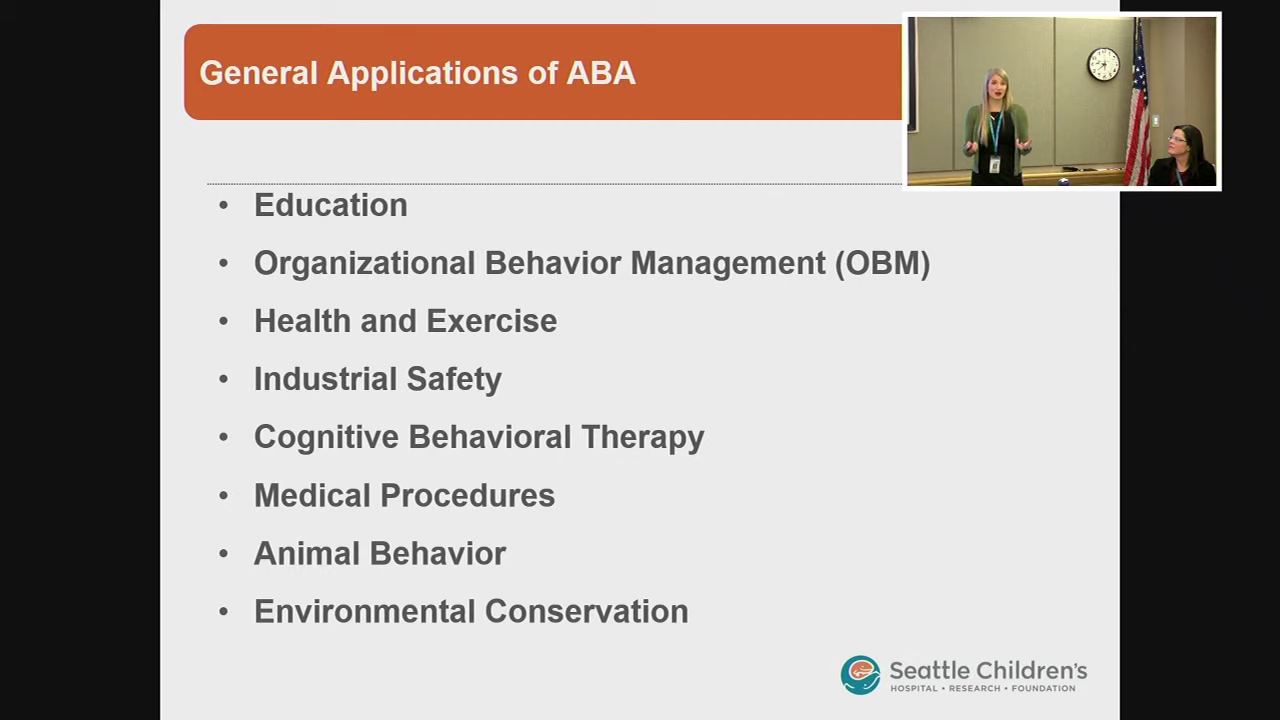 General Applications of ABA
• Education
• Organizational Behavior Management (OBM)
• Health and Exercise
• Industrial Safety
• Cognitive Behavioral Therapy
• Medical Procedures
• Animal Behavior
• Environmental Conservation
Seattle Children's
HOSPITAL • RESEARCH • FOUNDATION